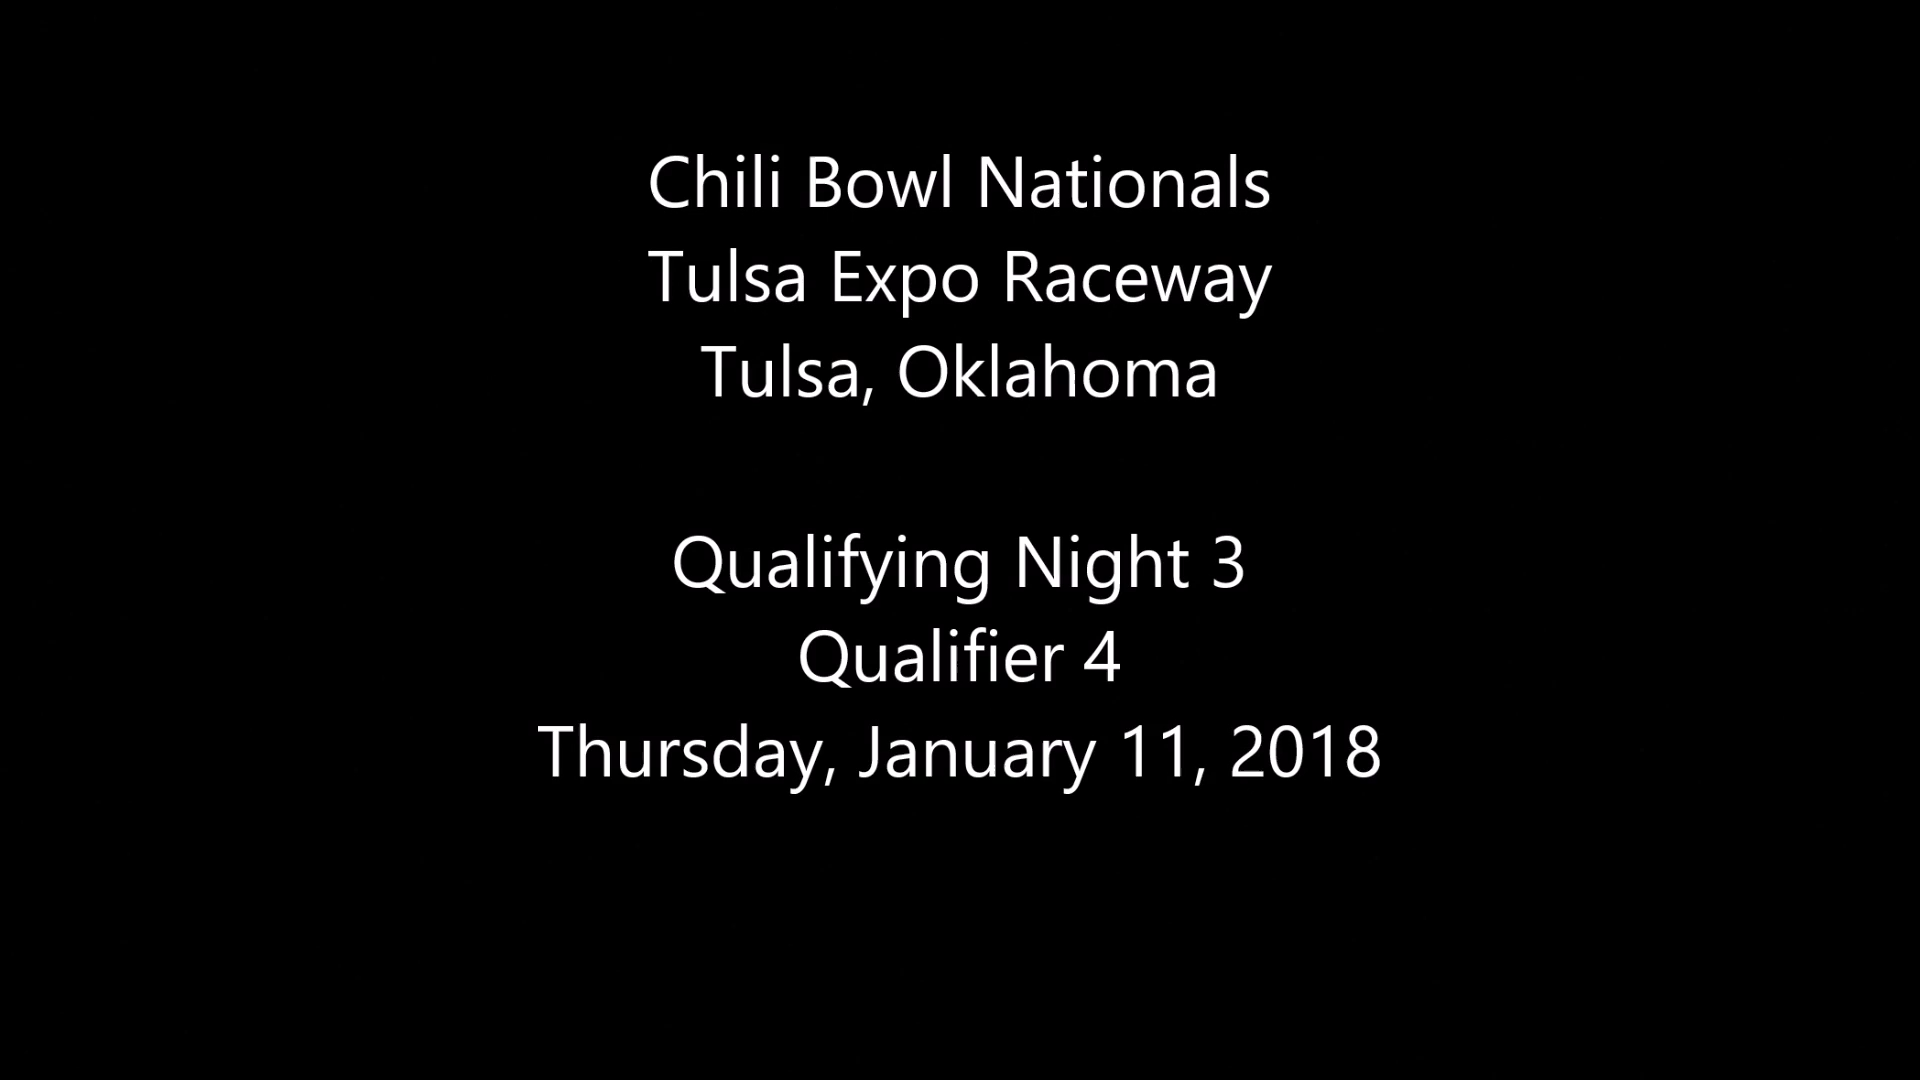 Chili Bowl Nationals
Tulsa Expo Raceway
Tulsa, Oklahoma
Qualifying Night 3
Qualifier 4
Thursday, January 11, 2018